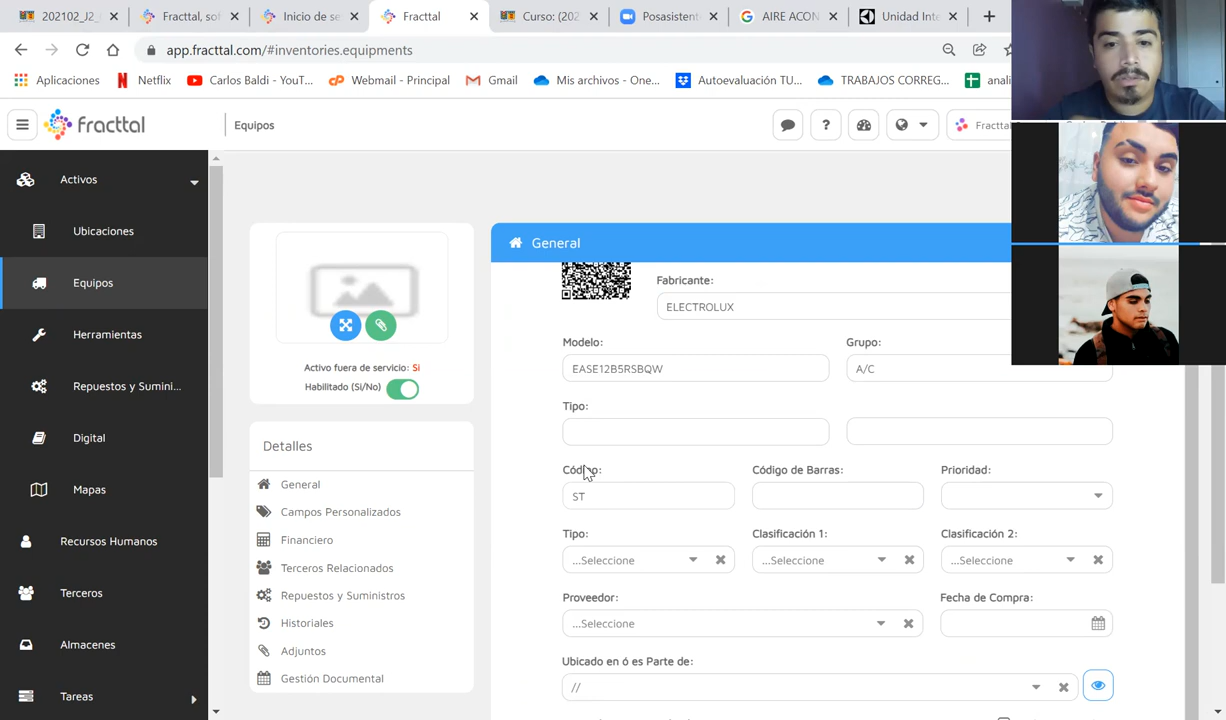 202102_J2_
Fracttal, sof
Inicio de se
Fracttal
Curso: (202
Posasistent
AIRE ACON
Unidad Inte
app.fracttal.com/#inventories.equipments
Aplicaciones
Netflix
Carlos Baldi - YouT...
Webmail - Principal
Gmail
Mis archivos - One...
Autoevaluación TU...
TRABAJOS CORREG...
anali
fracttal
Equipos
?
Fracttal
Activos
Ubicaciones
Equipos
Herramientas
Repuestos y Sumini...
Digital
Mapas
Recursos Humanos
Terceros
Almacenes
Tareas
Activo fuera de servicio: Si
Habilitado (Si/No)
Detalles
General
Campos Personalizados
Financiero
Terceros Relacionados
Repuestos y Suministros
Historiales
Adjuntos
Gestión Documental
General
Fabricante:
ELECTROLUX
Modelo:
Grupo:
EASE12B5RSBQW
A/C
Tipo:
Código:
Código de Barras:
Prioridad:
ST
Tipo:
Clasificación 1:
Clasificación 2:
...Seleccione
...Seleccione
...Seleccione
Proveedor:
Fecha de Compra:
...Seleccione
Ubicado en ó es Parte de:
//